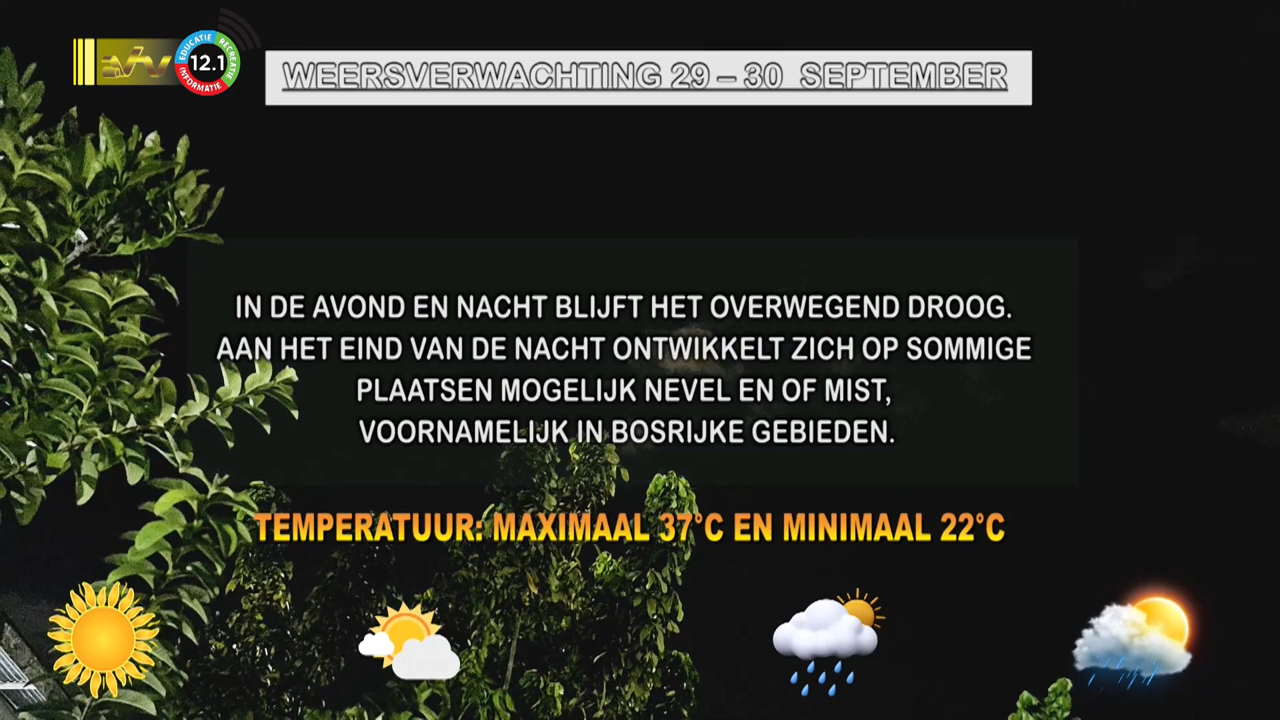 EDUCATIE
RECREATIE
12.1
INFORMATIE
WEERSVERWACHTING 29 – 30 SEPTEMBER
IN DE AVOND EN NACHT BLIJFT HET OVERWEGEND DROOG.
AAN HET EIND VAN DE NACHT ONTWIKKELT ZICH OP SOMMIGE
PLAATSEN MOGELIJK NEVEL EN OF MIST,
VOORNAMELIJK IN BOSRIJKE GEBIEDEN.
TEMPERATUUR: MAXIMAAL 37°C EN MINIMAAL 22°C